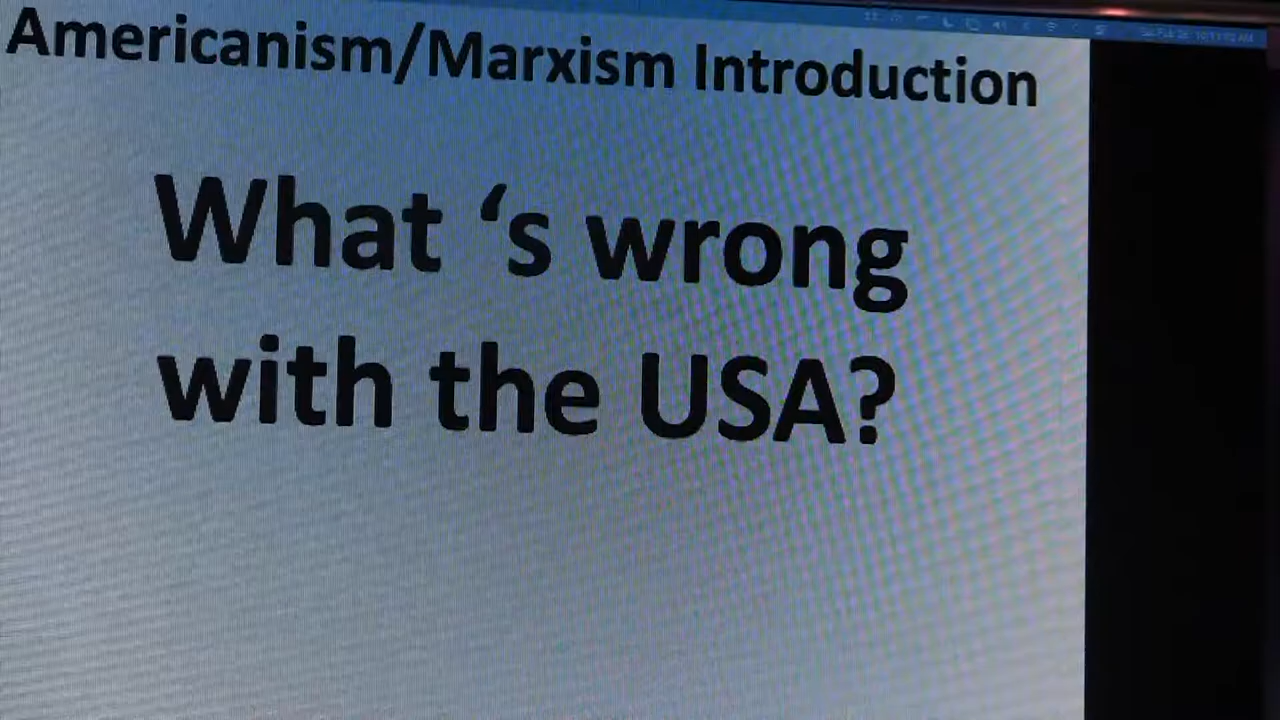 Americanism/Marxism Introduction
What ‘s wrong
with the USA?